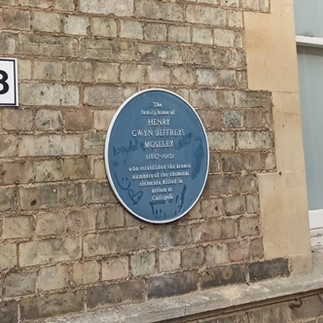 3
The
family home of
HENRY
GWYN JEFFREYS
MOSELEY
(1887-1915)
who established the atomic
numbers of the chemical
elements. Killed in
action at
Gallipoli